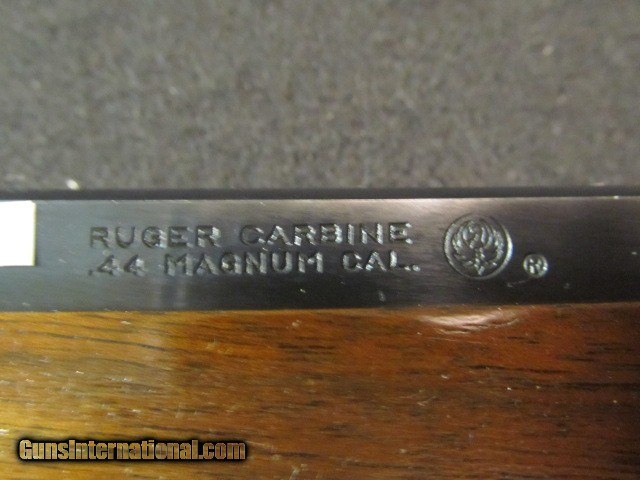 RUGER CARBINE
.44 MAGNUM CAL.
®
GunsInternational.com